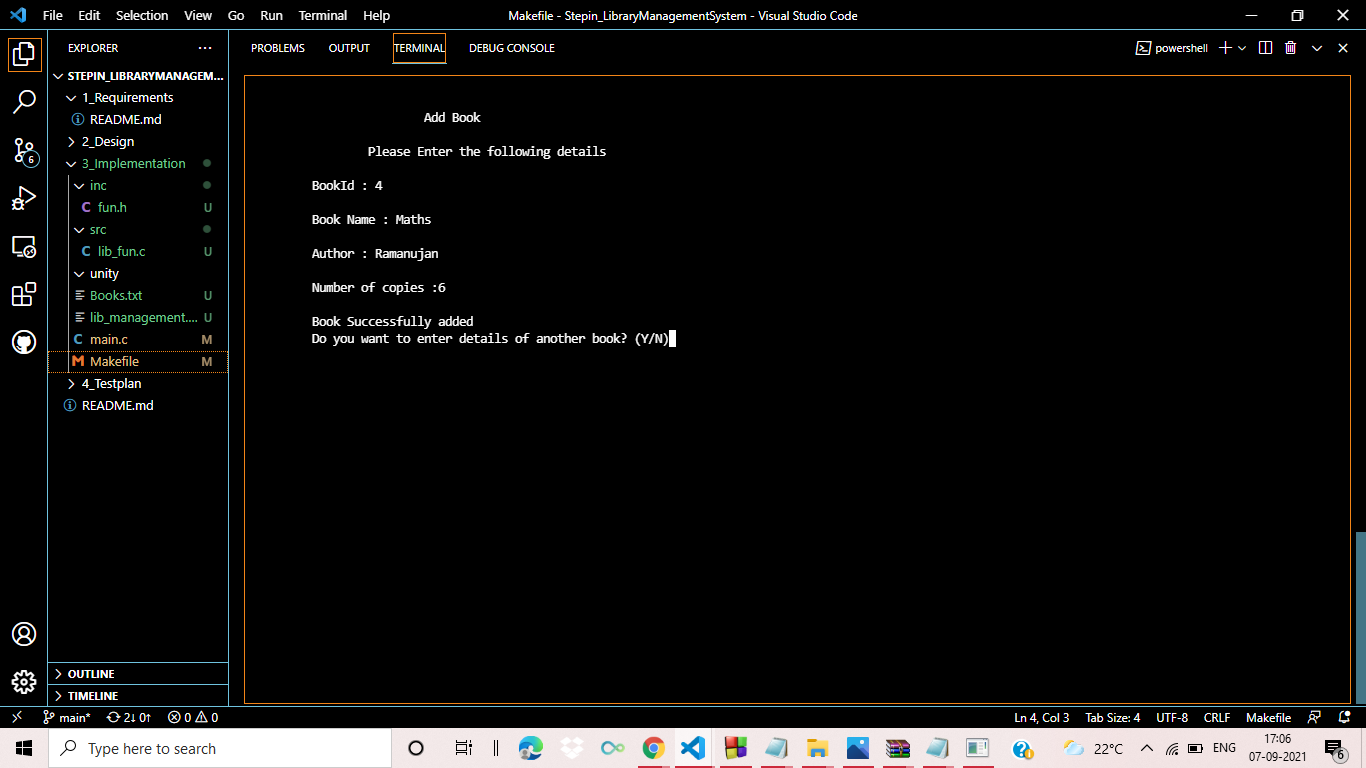 File Edit Selection View Go Run Terminal Help
Makefile - Stepin_LibraryManagementSystem - Visual Studio Code
EXPLORER
STEPIN_LIBRARYMANAGEM...
1_Requirements
README.md
2_Design
3_Implementation
inc
C fun.h U
src
C lib_fun.c U
unity
Books.txt U
lib_management.... U
C main.c M
M Makefile M
4_Testplan
README.md
OUTLINE
TIMELINE
PROBLEMS OUTPUT TERMINAL DEBUG CONSOLE
powershell
Add Book
Please Enter the following details
BookId : 4
Book Name : Maths
Author : Ramanujan
Number of copies :6
Book Successfully added
Do you want to enter details of another book? (Y/N)
6
main* 2↓ 0↑ 0 0
Ln 4, Col 3 Tab Size: 4 UTF-8 CRLF Makefile
Type here to search
22°C ENG
17:06
07-09-2021
6